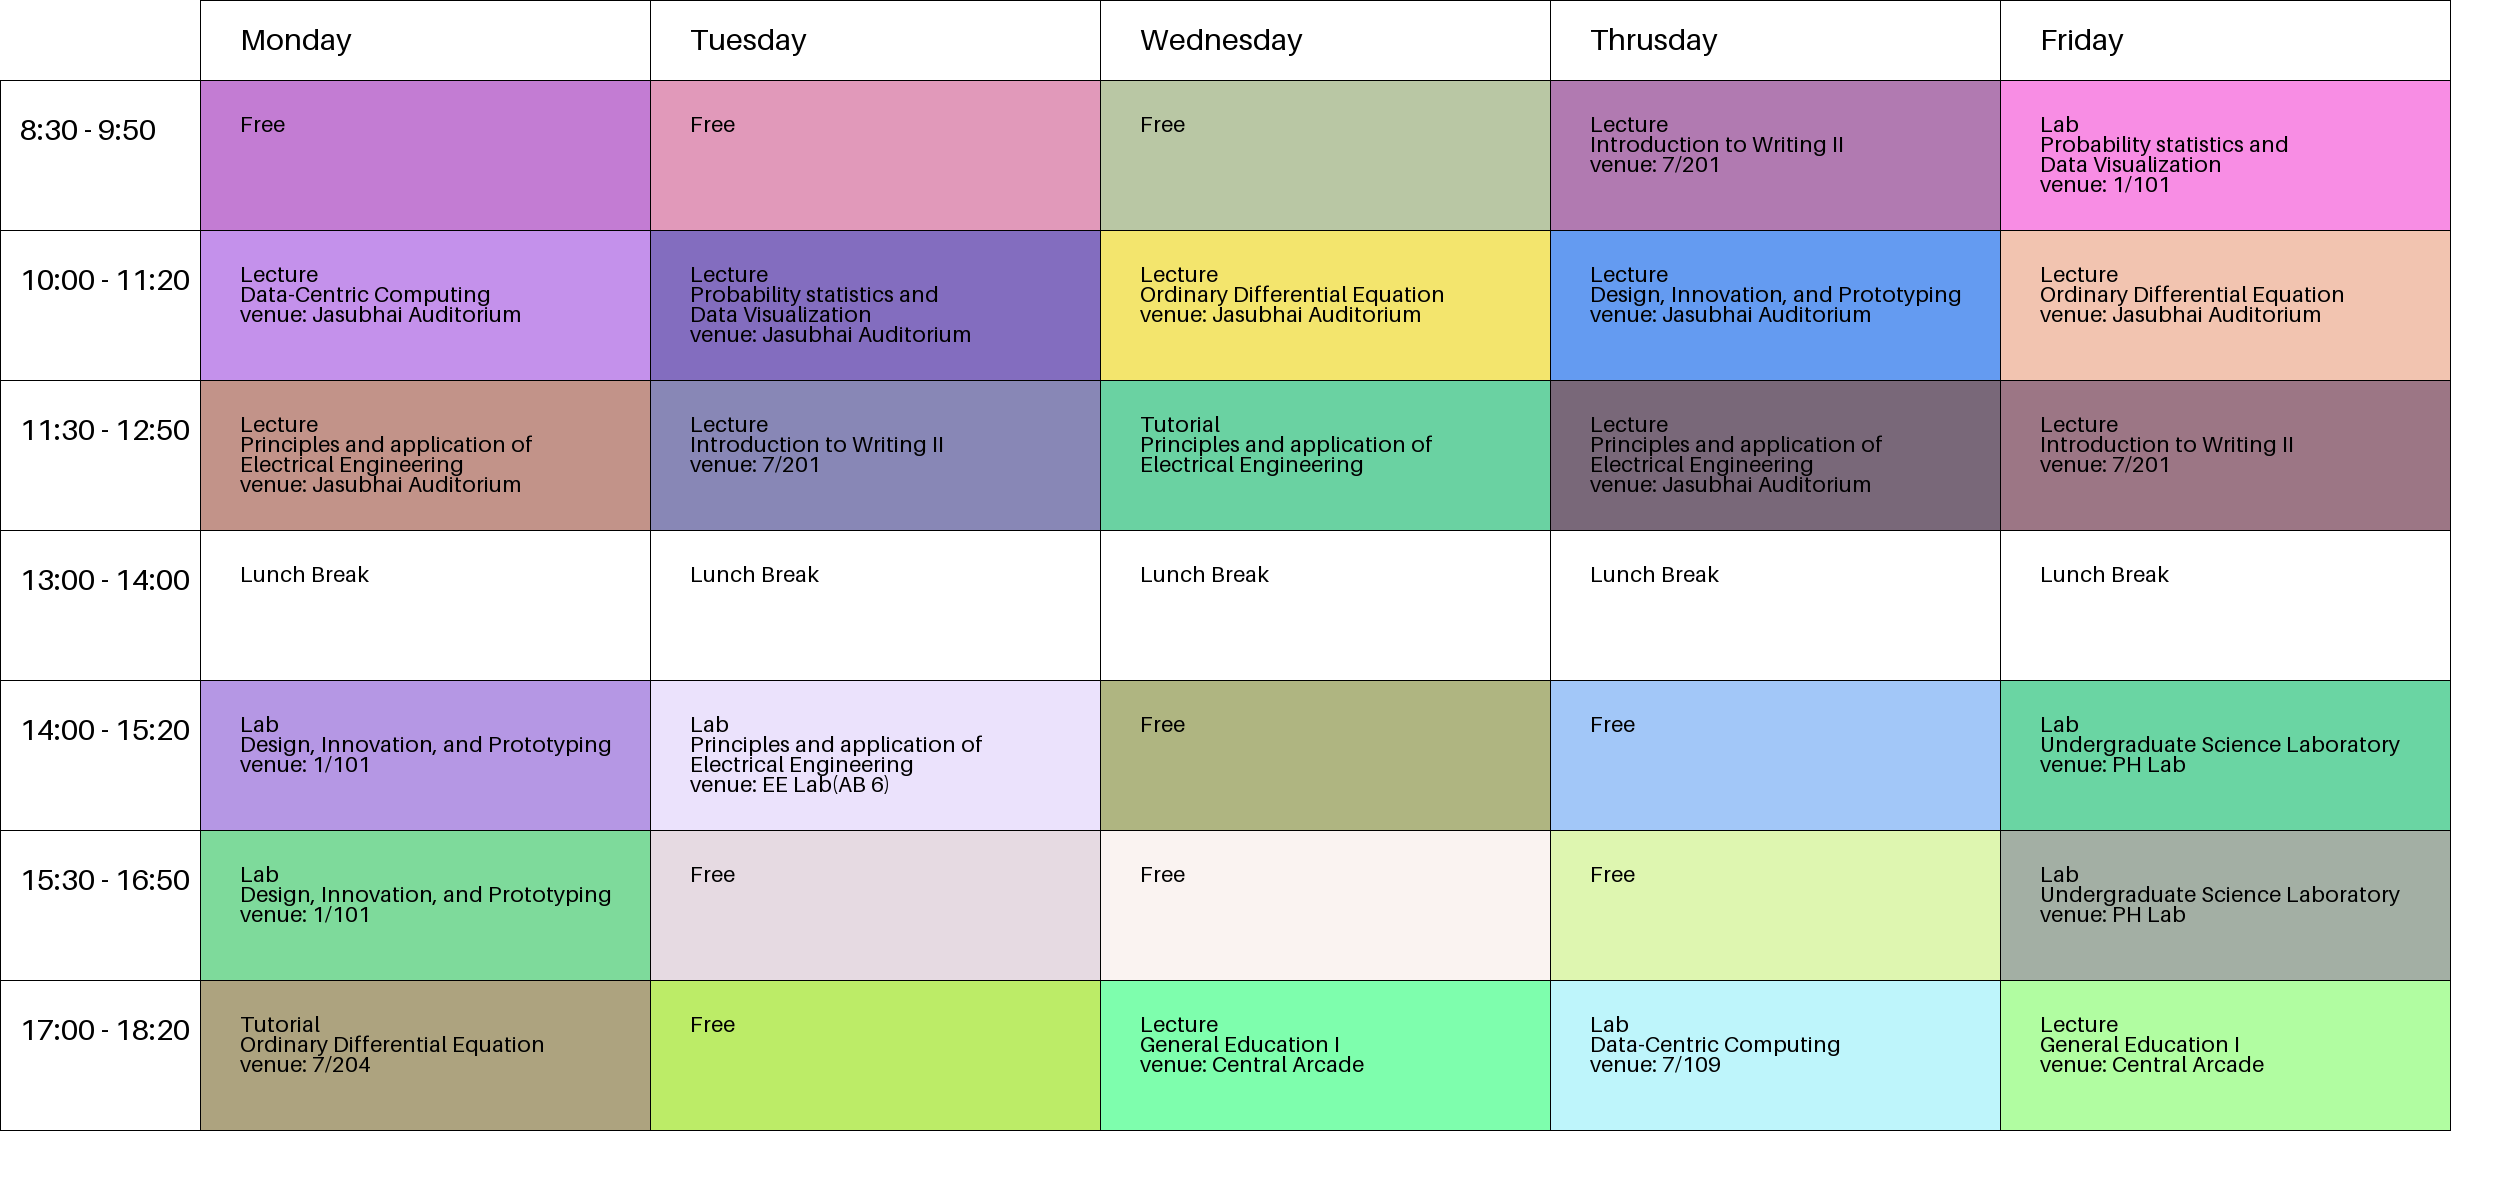 Monday
Tuesday
Wednesday
Thrusday
Friday
8:30 - 9:50
Free
Free
Free
Lecture
Introduction to Writing II
venue: 7/201
Lab
Probability statistics and
Data Visualization
venue: 1/101
10:00 - 11:20
Lecture
Data-Centric Computing
venue: Jasubhai Auditorium
Lecture
Probability statistics and
Data Visualization
venue: Jasubhai Auditorium
Lecture
Ordinary Differential Equation
venue: Jasubhai Auditorium
Lecture
Design, Innovation, and Prototyping
venue: Jasubhai Auditorium
Lecture
Ordinary Differential Equation
venue: Jasubhai Auditorium
11:30 - 12:50
Lecture
Principles and application of
Electrical Engineering
venue: Jasubhai Auditorium
Lecture
Introduction to Writing II
venue: 7/201
Tutorial
Principles and application of
Electrical Engineering
Lecture
Principles and application of
Electrical Engineering
venue: Jasubhai Auditorium
Lecture
Introduction to Writing II
venue: 7/201
13:00 - 14:00
Lunch Break
Lunch Break
Lunch Break
Lunch Break
Lunch Break
14:00 - 15:20
Lab
Design, Innovation, and Prototyping
venue: 1/101
Lab
Principles and application of
Electrical Engineering
venue: EE Lab(AB 6)
Free
Free
Lab
Undergraduate Science Laboratory
venue: PH Lab
15:30 - 16:50
Lab
Design, Innovation, and Prototyping
venue: 1/101
Free
Free
Free
Lab
Undergraduate Science Laboratory
venue: PH Lab
17:00 - 18:20
Tutorial
Ordinary Differential Equation
venue: 7/204
Free
Lecture
General Education I
venue: Central Arcade
Lab
Data-Centric Computing
venue: 7/109
Lecture
General Education I
venue: Central Arcade